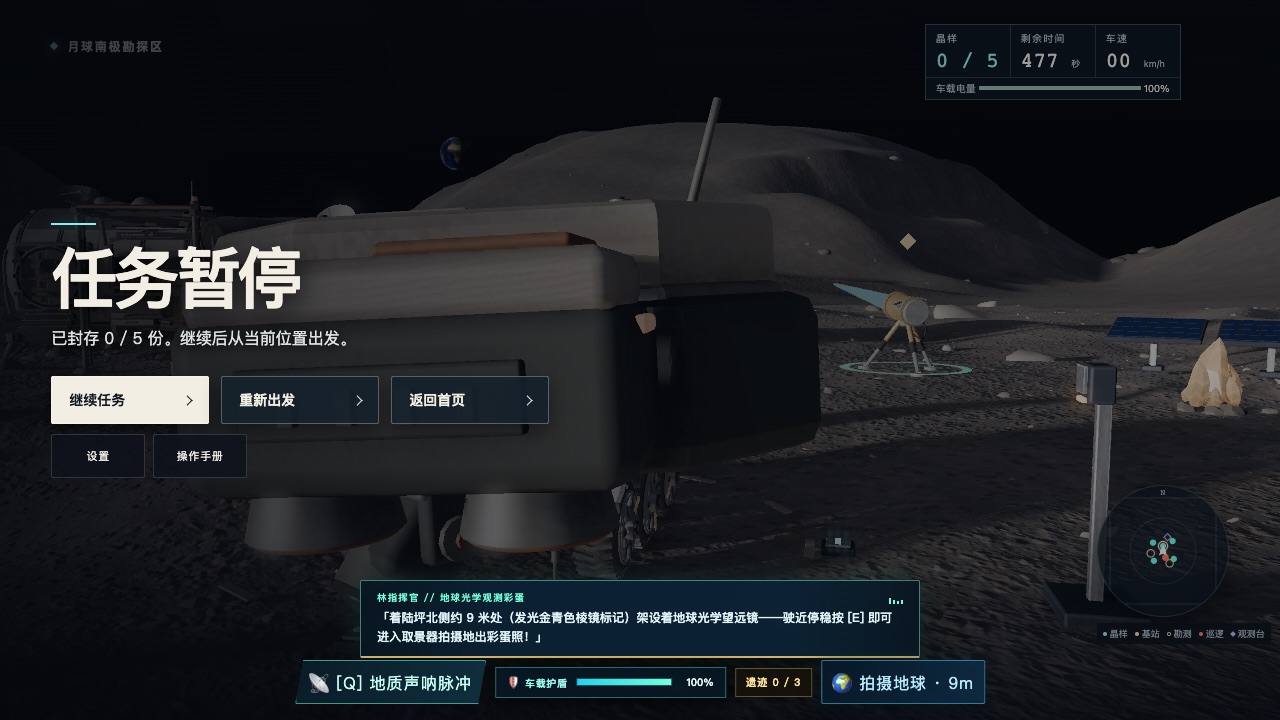 月球南极勘探区
晶样
0 / 5
剩余时间
477 秒
车速
00 km/h
车载电量 100%
任务暂停
已封存 0 / 5 份。继续后从当前位置出发。
继续任务
重新出发
返回首页
设置
操作手册
N
林指挥官 // 地球光学观测彩蛋
「着陆坪北侧约 9 米处（发光金青色棱镜标记）架设着地球光学望远镜——驶近停稳按 [E] 即可
进入取景器拍摄地出彩蛋照！」
晶样 基站 勘测 巡逻 观测台
[Q] 地质声呐脉冲
车载护盾 100%
遗迹 0 / 3
拍摄地球 · 9m